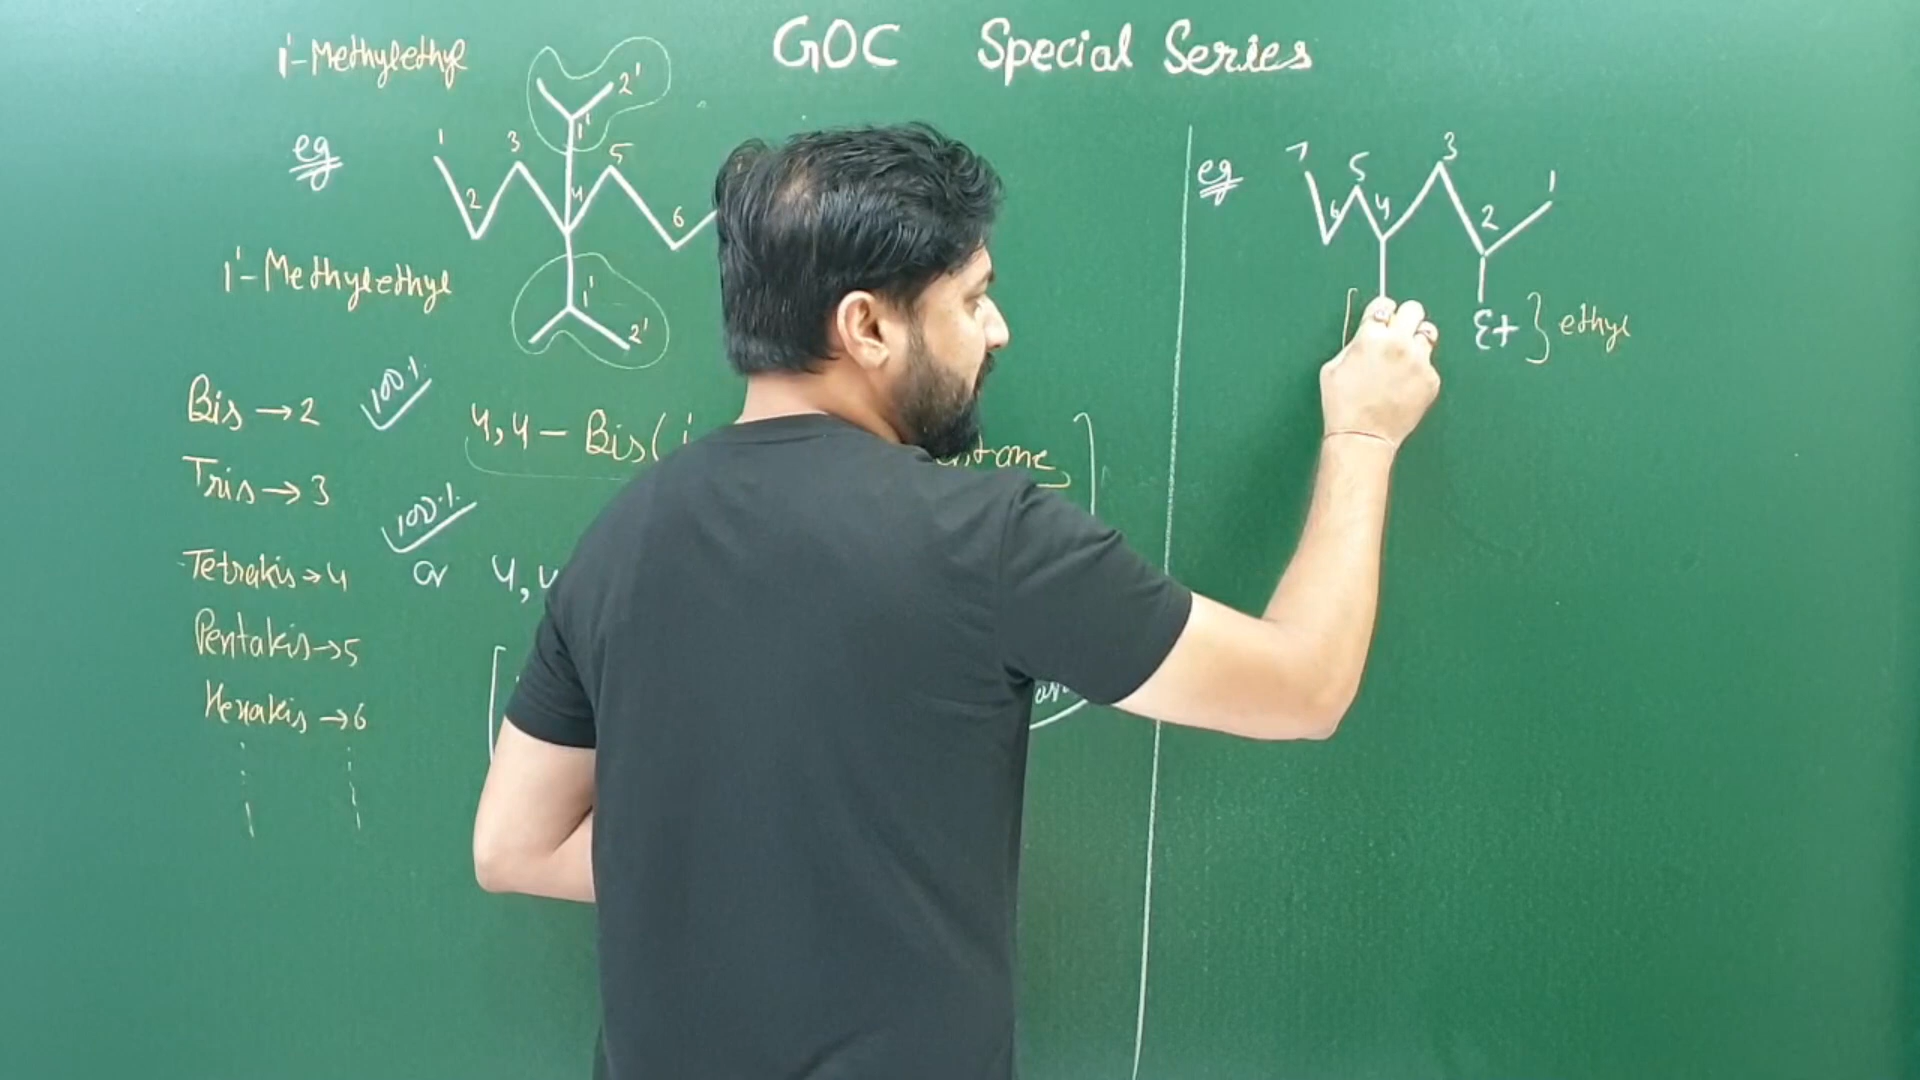 GOC Special Series
1'-Methylethyl
2'
1'
eg
1
2
3
4
5
6
1'-Methylethyl
1'
2'
Bis → 2
100%
Tris → 3
100%
Tetrakis → 4
Pentakis → 5
Hexakis → 6
4,4 - Bis(
or 4,4
eg
7
6
5
4
3
2
1
Et } ethyl